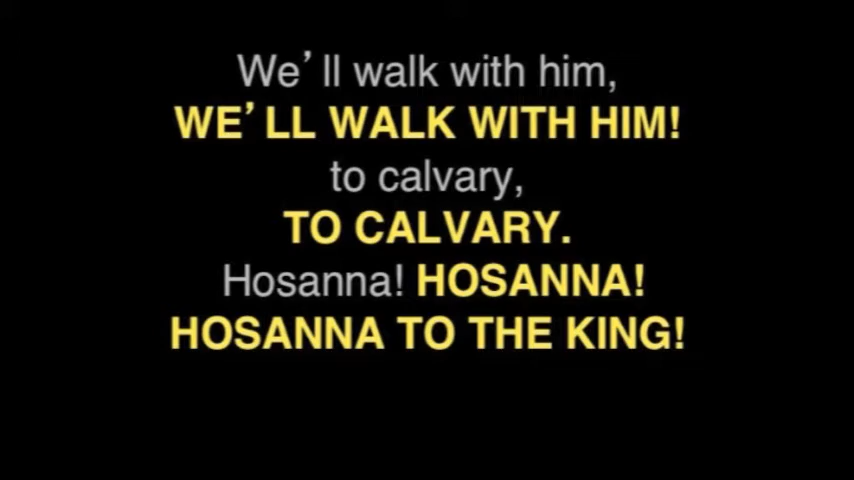 We’ll walk with him,
WE’LL WALK WITH HIM!
to calvary,
TO CALVARY.
Hosanna! HOSANNA!
HOSANNA TO THE KING!